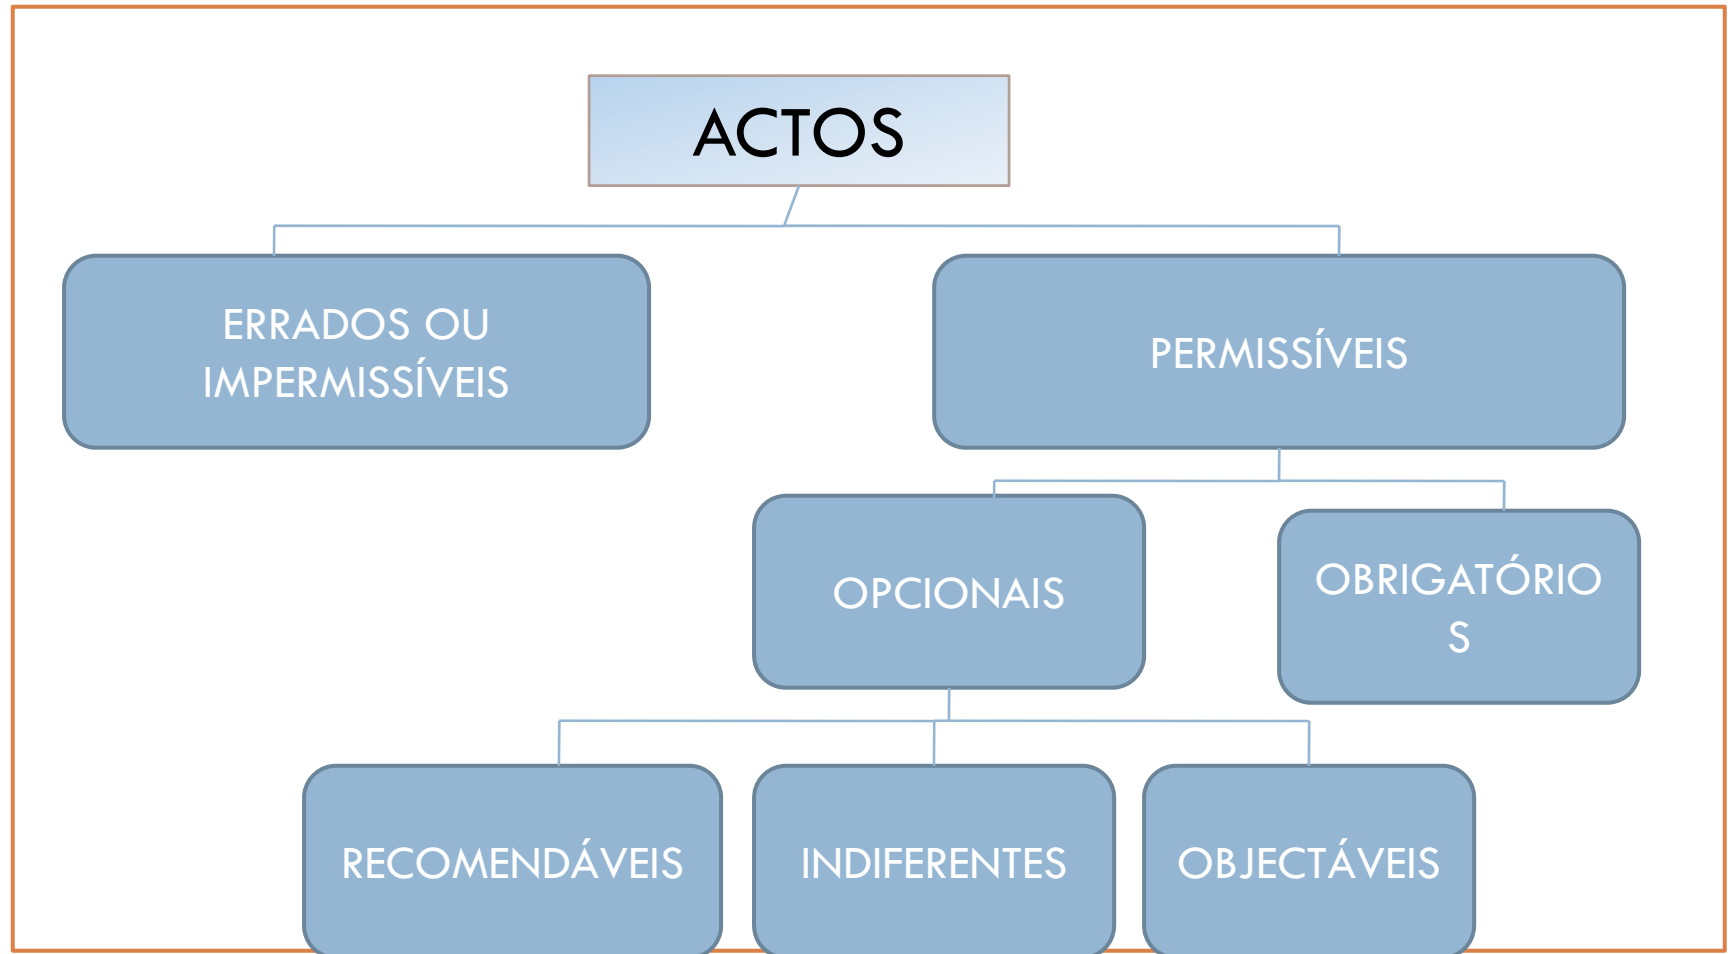 ACTOS
ERRADOS OU
IMPERMISSÍVEIS
PERMISSÍVEIS
OPCIONAIS
OBRIGATÓRIO
S
RECOMENDÁVEIS
INDIFERENTES
OBJECTÁVEIS